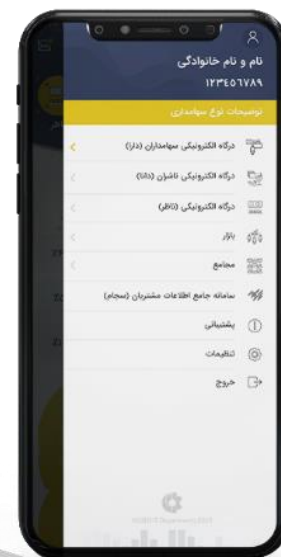 نام و نام خانوادگی
۱۲۳۴۵۶۷۸۹
توضیحات نوع سهامداری
درگاه الکترونیکی سهامداران (دارا)
درگاه الکترونیکی ناشران (دانا)
درگاه الکترونیکی (ناظر)
بازار
مجامع
سامانه جامع اطلاعات مشتریان (سجام)
پشتیبانی
تنظیمات
خروج